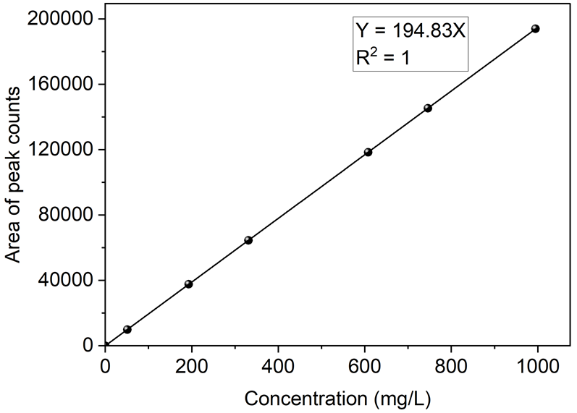 Y = 194.83X
R² = 1
200000
160000
120000
80000
40000
0
Area of peak counts
0 200 400 600 800 1000
Concentration (mg/L)